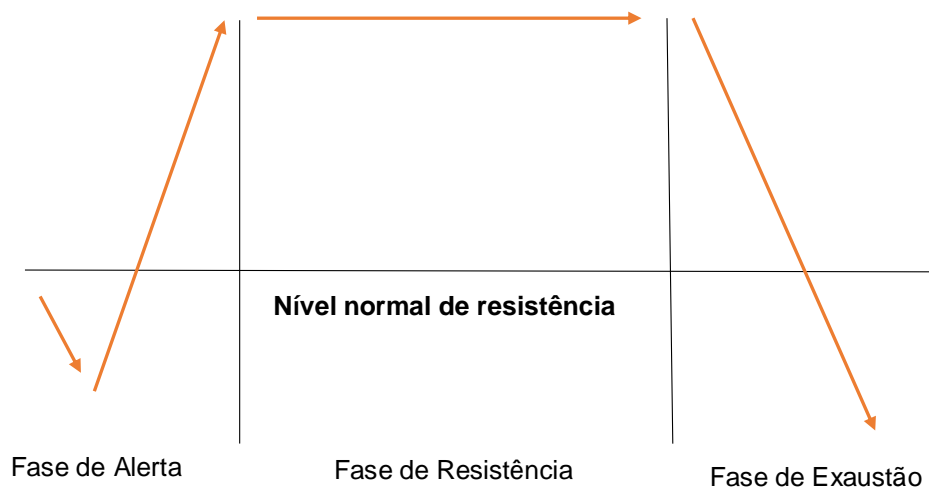 Nível normal de resistência
Fase de Alerta
Fase de Resistência
Fase de Exaustão